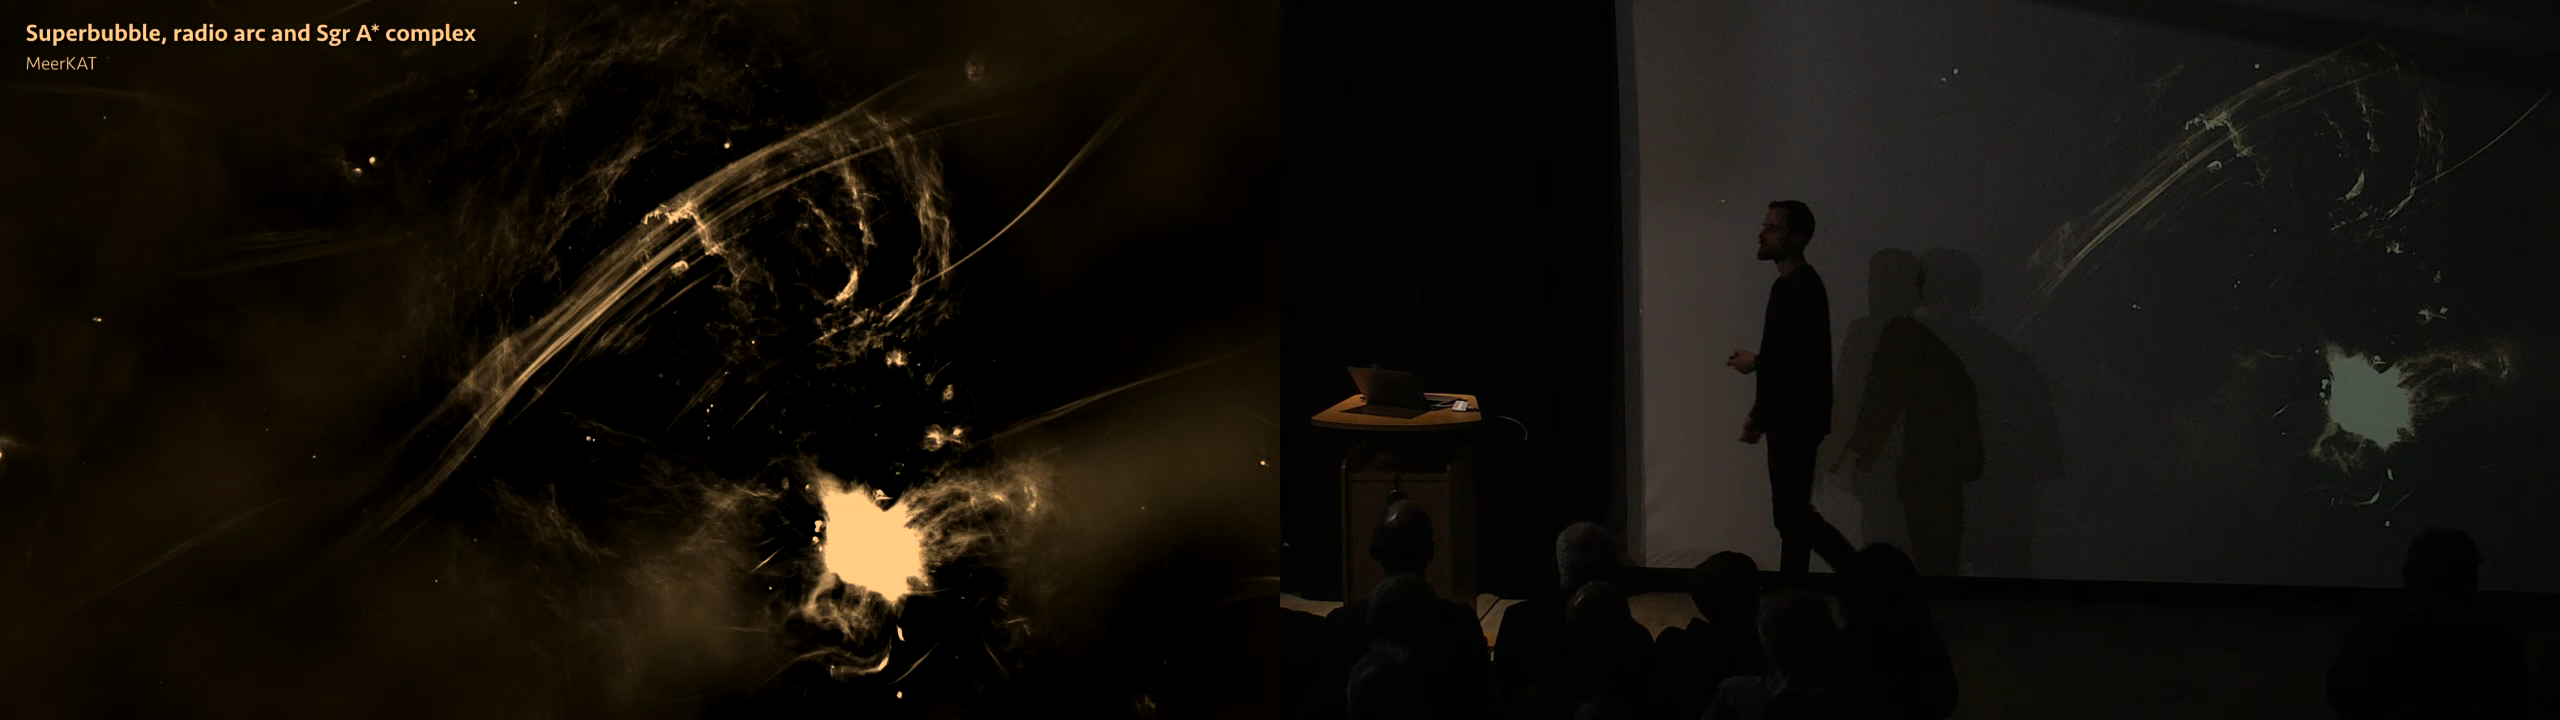 Superbubble, radio arc and Sgr A* complex
MeerKAT